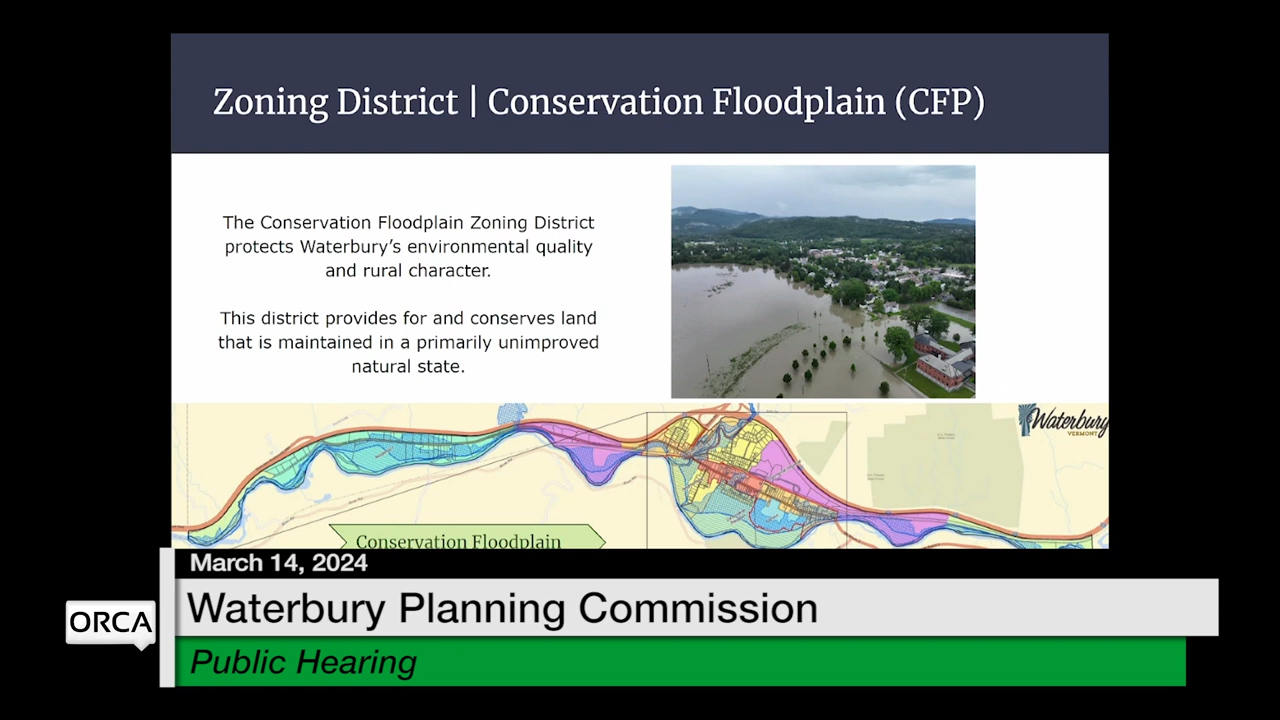 Zoning District | Conservation Floodplain (CFP)
The Conservation Floodplain Zoning District
protects Waterbury's environmental quality
and rural character.
This district provides for and conserves land
that is maintained in a primarily unimproved
natural state.
Waterbury
VERMONT
Conservation Floodplain
March 14, 2024
ORCA
Waterbury Planning Commission
Public Hearing